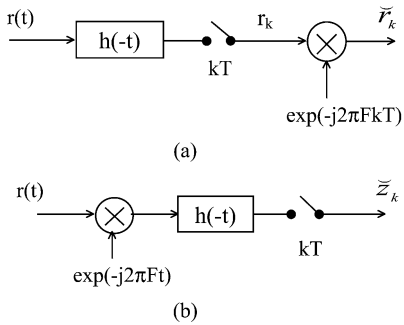 r(t) h(-t) r_k r̆_k
kT
exp(-j2πFkT)
(a)
r(t) h(-t) z̆_k
kT
exp(-j2πFt)
(b)